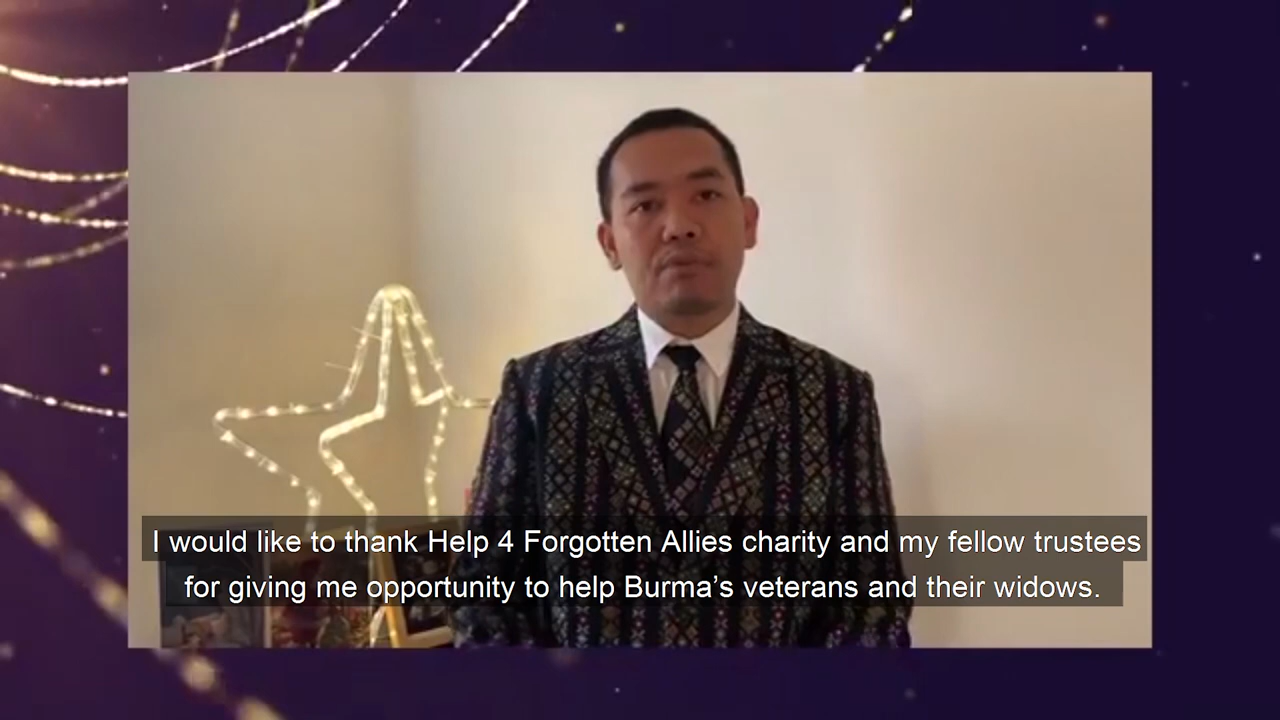 I would like to thank Help 4 Forgotten Allies charity and my fellow trustees
for giving me opportunity to help Burma’s veterans and their widows.